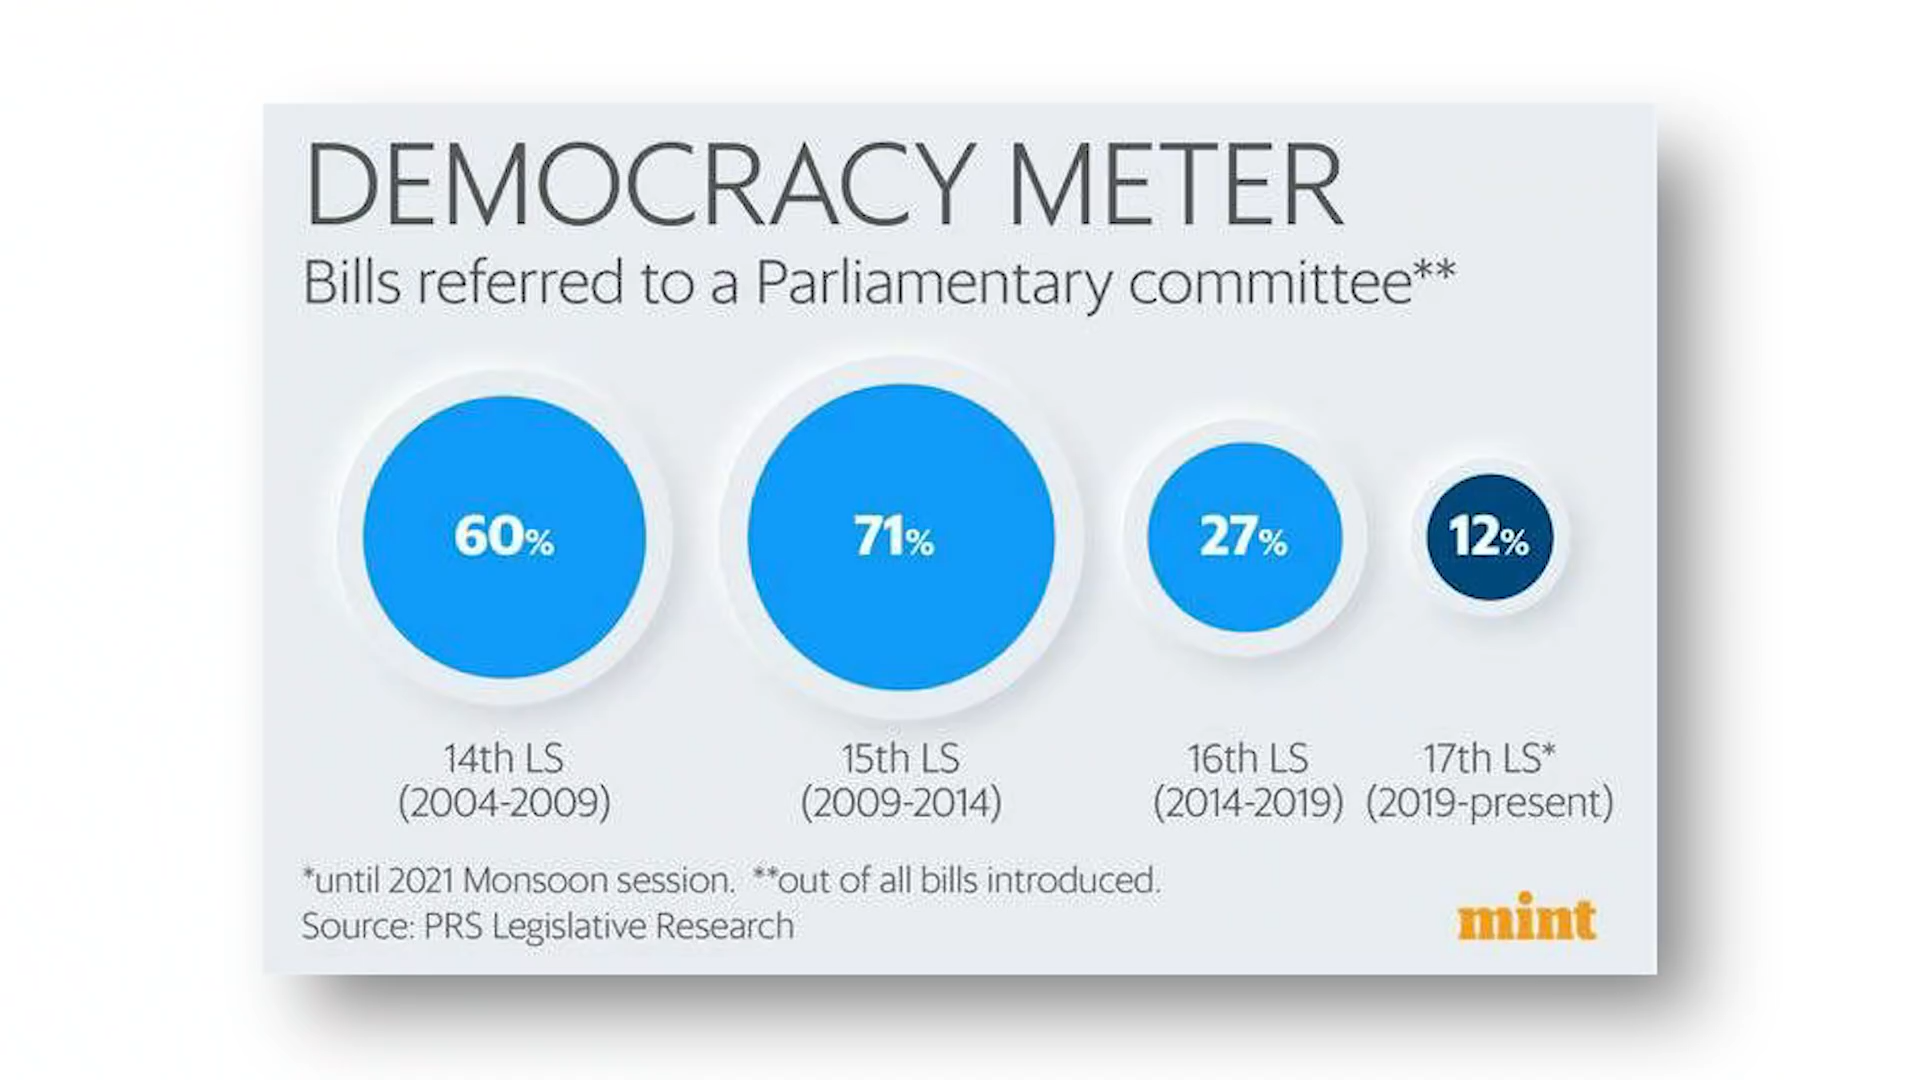 DEMOCRACY METER
Bills referred to a Parliamentary committee**
60% 71% 27% 12%
14th LS 15th LS 16th LS 17th LS*
(2004-2009) (2009-2014) (2014-2019) (2019-present)
*until 2021 Monsoon session. **out of all bills introduced.
Source: PRS Legislative Research
mint